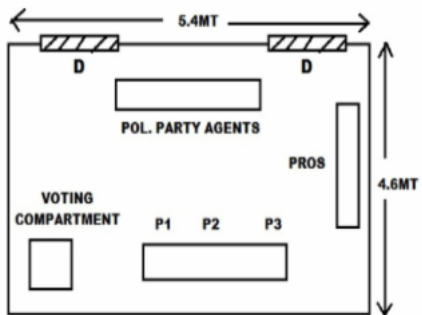 5.4MT
D
D
POL. PARTY AGENTS
PROS
4.6MT
VOTING
COMPARTMENT
P1 P2 P3